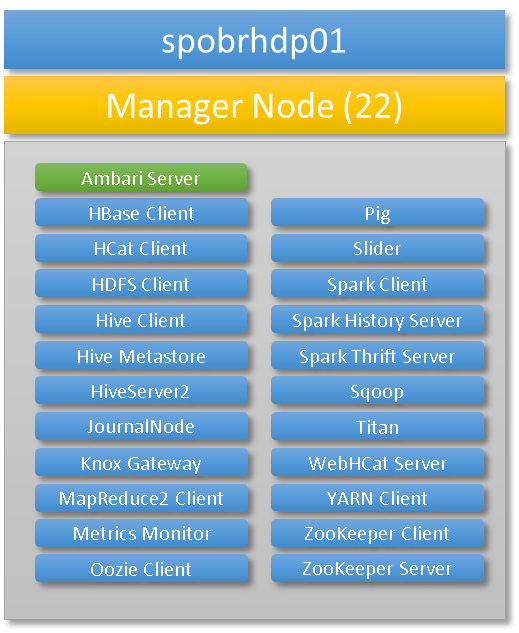 spobrhdp01
Manager Node (22)
Ambari Server
HBase Client
HCat Client
HDFS Client
Hive Client
Hive Metastore
HiveServer2
JournalNode
Knox Gateway
MapReduce2 Client
Metrics Monitor
Oozie Client
Pig
Slider
Spark Client
Spark History Server
Spark Thrift Server
Sqoop
Titan
WebHCat Server
YARN Client
ZooKeeper Client
ZooKeeper Server